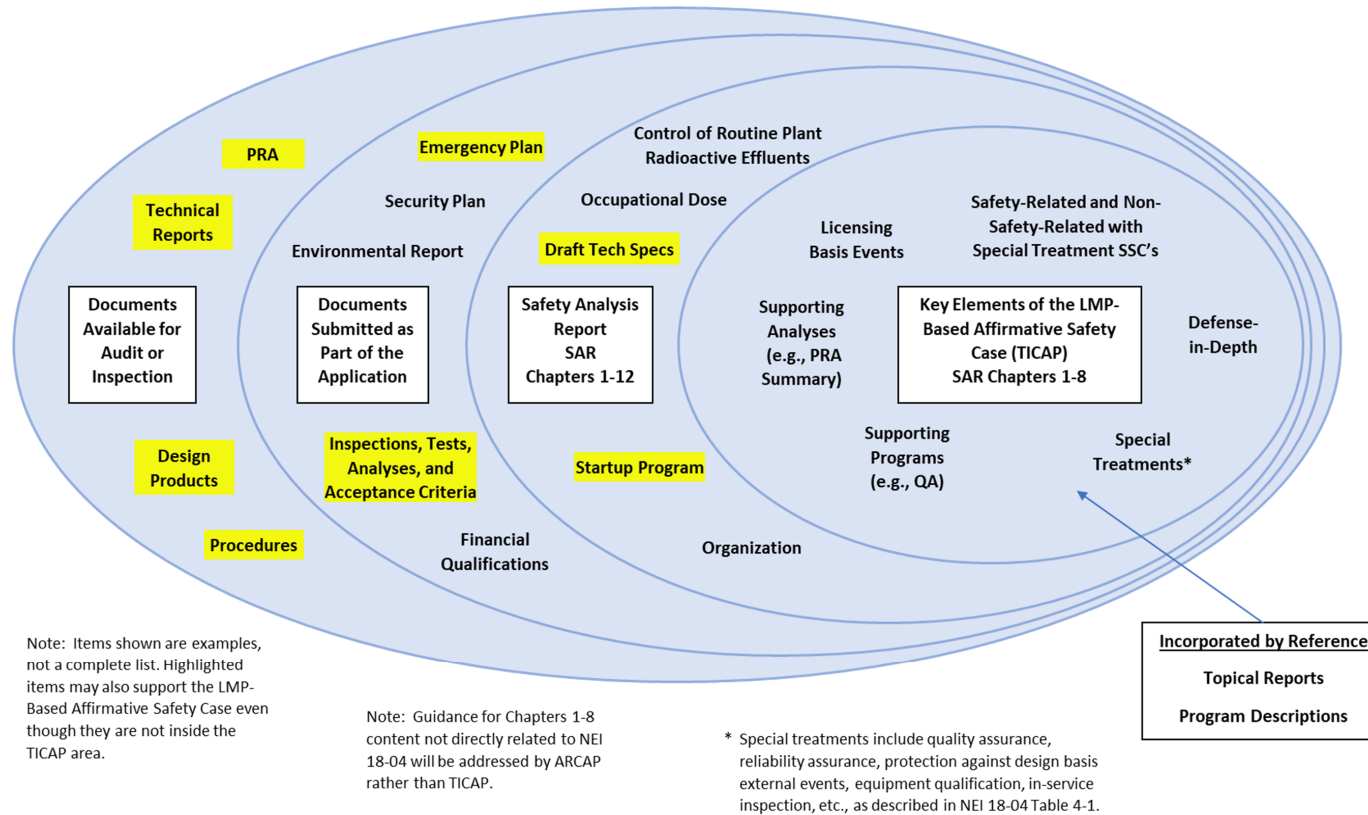 PRA
Technical
Reports
Documents
Available for
Audit or
Inspection
Design
Products
Procedures
Emergency Plan
Security Plan
Environmental Report
Documents
Submitted as
Part of the
Application
Inspections, Tests,
Analyses, and
Acceptance Criteria
Financial
Qualifications
Control of Routine Plant
Radioactive Effluents
Occupational Dose
Draft Tech Specs
Safety Analysis
Report
SAR
Chapters 1-12
Startup Program
Organization
Licensing
Basis Events
Safety-Related and Non-
Safety-Related with
Special Treatment SSC’s
Supporting
Analyses
(e.g., PRA
Summary)
Key Elements of the LMP-
Based Affirmative Safety
Case (TICAP)
SAR Chapters 1-8
Defense-
in-Depth
Supporting
Programs
(e.g., QA)
Special
Treatments*
Incorporated by Reference
Topical Reports
Program Descriptions
Note:  Items shown are examples,
not a complete list. Highlighted
items may also support the LMP-
Based Affirmative Safety Case even
though they are not inside the
TICAP area.
Note:  Guidance for Chapters 1-8
content not directly related to NEI
18-04 will be addressed by ARCAP
rather than TICAP.
* Special treatments include quality assurance,
reliability assurance, protection against design basis
external events, equipment qualification, in-service
inspection, etc., as described in NEI 18-04 Table 4-1.